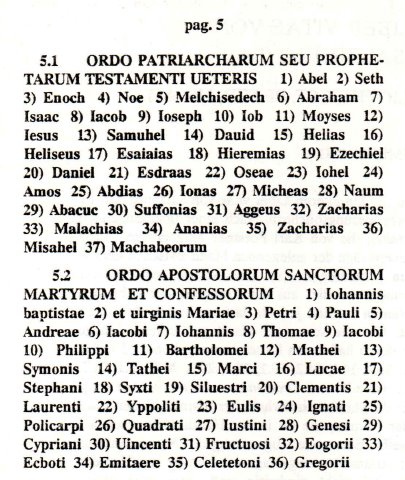 pag. 5
5.1 ORDO PATRIARCHARUM SEU PROPHE-
TARUM TESTAMENTI UETERIS 1) Abel 2) Seth
3) Enoch 4) Noe 5) Melchisedech 6) Abraham 7)
Isaac 8) Iacob 9) Ioseph 10) Iob 11) Moyses 12)
Iesus 13) Samuhel 14) Dauid 15) Helias 16)
Heliseus 17) Esaiaias 18) Hieremias 19) Ezechiel
20) Daniel 21) Esdraas 22) Oseae 23) Iohel 24)
Amos 25) Abdias 26) Ionas 27) Micheas 28) Naum
29) Abacuc 30) Suffonias 31) Aggeus 32) Zacharias
33) Malachias 34) Ananias 35) Zacharias 36)
Misahel 37) Machabeorum
5.2 ORDO APOSTOLORUM SANCTORUM
MARTYRUM ET CONFESSORUM 1) Iohannis
baptistae 2) et uirginis Mariae 3) Petri 4) Pauli 5)
Andreae 6) Iacobi 7) Iohannis 8) Thomae 9) Iacobi
10) Philippi 11) Bartholomei 12) Mathei 13)
Symonis 14) Tathei 15) Marci 16) Lucae 17)
Stephani 18) Syxti 19) Siluestri 20) Clementis 21)
Laurenti 22) Yppoliti 23) Eulis 24) Ignati 25)
Policarpi 26) Quadrati 27) Iustini 28) Genesi 29)
Cypriani 30) Uincenti 31) Fructuosi 32) Eogorii 33)
Ecboti 34) Emitaere 35) Celetetoni 36) Gregorii